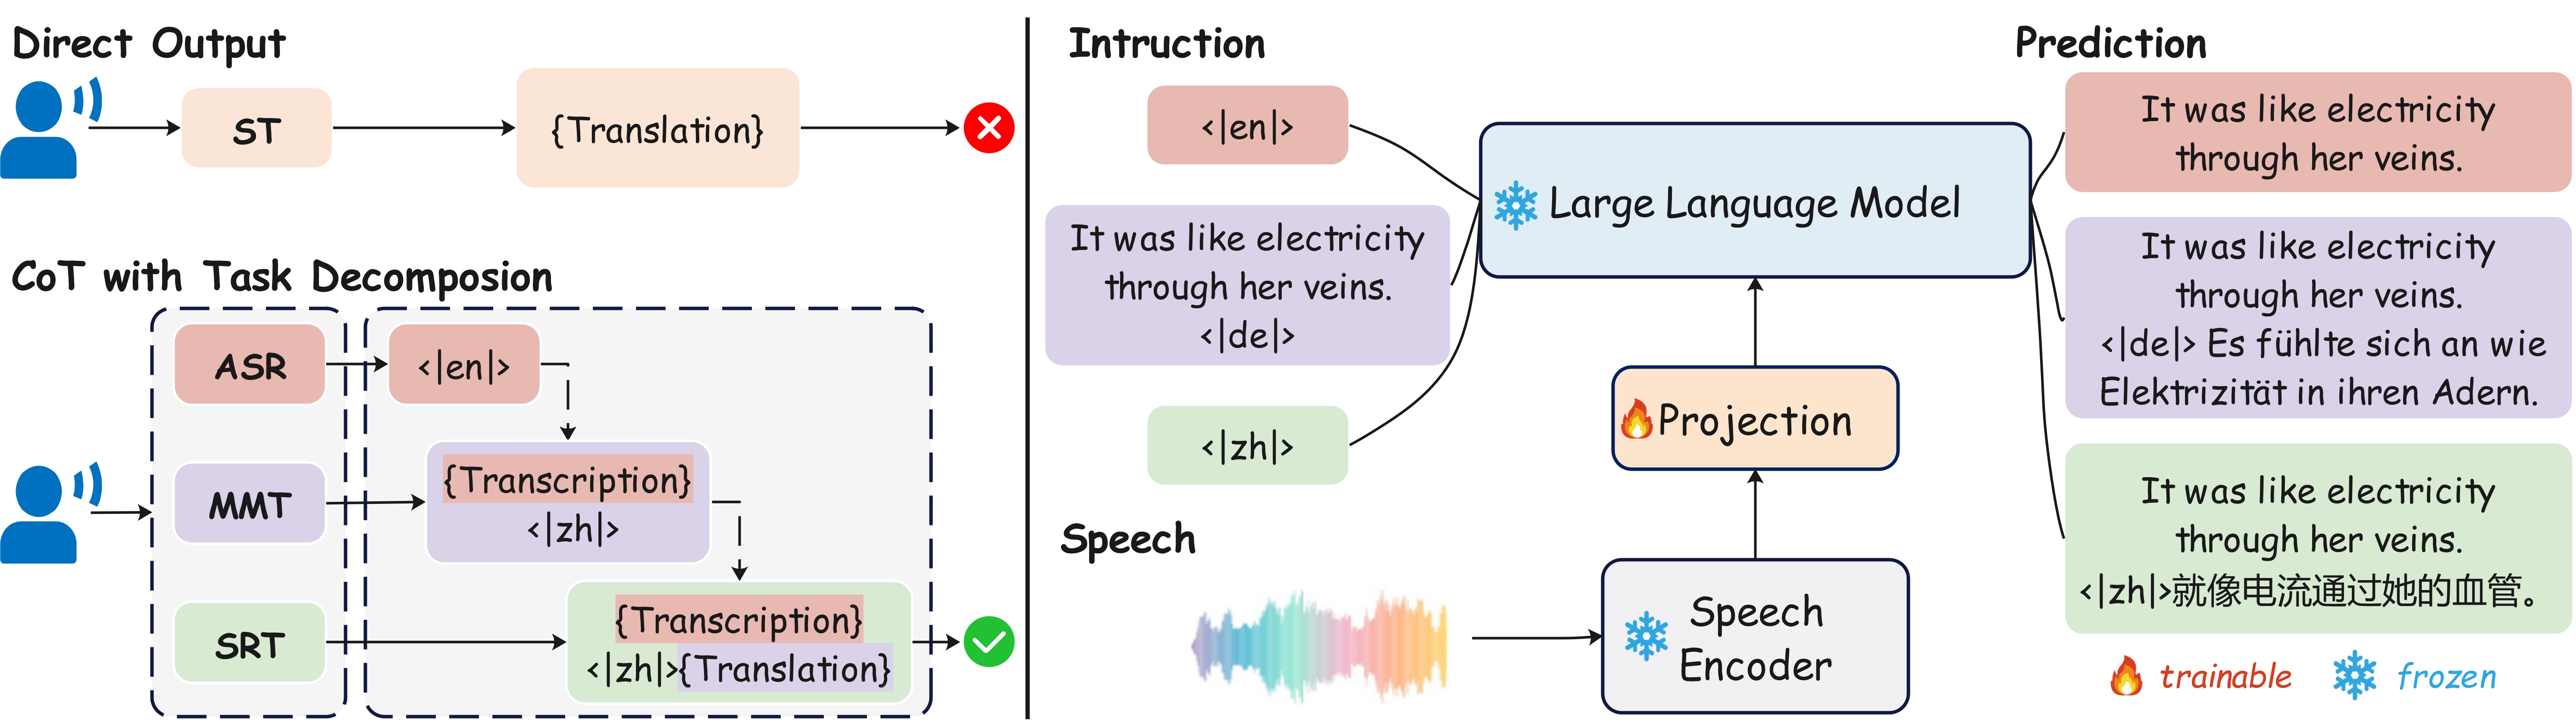 Direct Output
ST
{Translation}
CoT with Task Decomposion
ASR
<|en|>
MMT
{Transcription}
<|zh|>
SRT
{Transcription}
<|zh|>{Translation}
Intruction
<|en|>
It was like electricity
through her veins.
<|de|>
<|zh|>
Speech
Large Language Model
Projection
Speech
Encoder
Prediction
It was like electricity
through her veins.
It was like electricity
through her veins.
<|de|> Es fühlte sich an wie
Elektrizität in ihren Adern.
It was like electricity
through her veins.
<|zh|>就像电流通过她的血管。
trainable
frozen